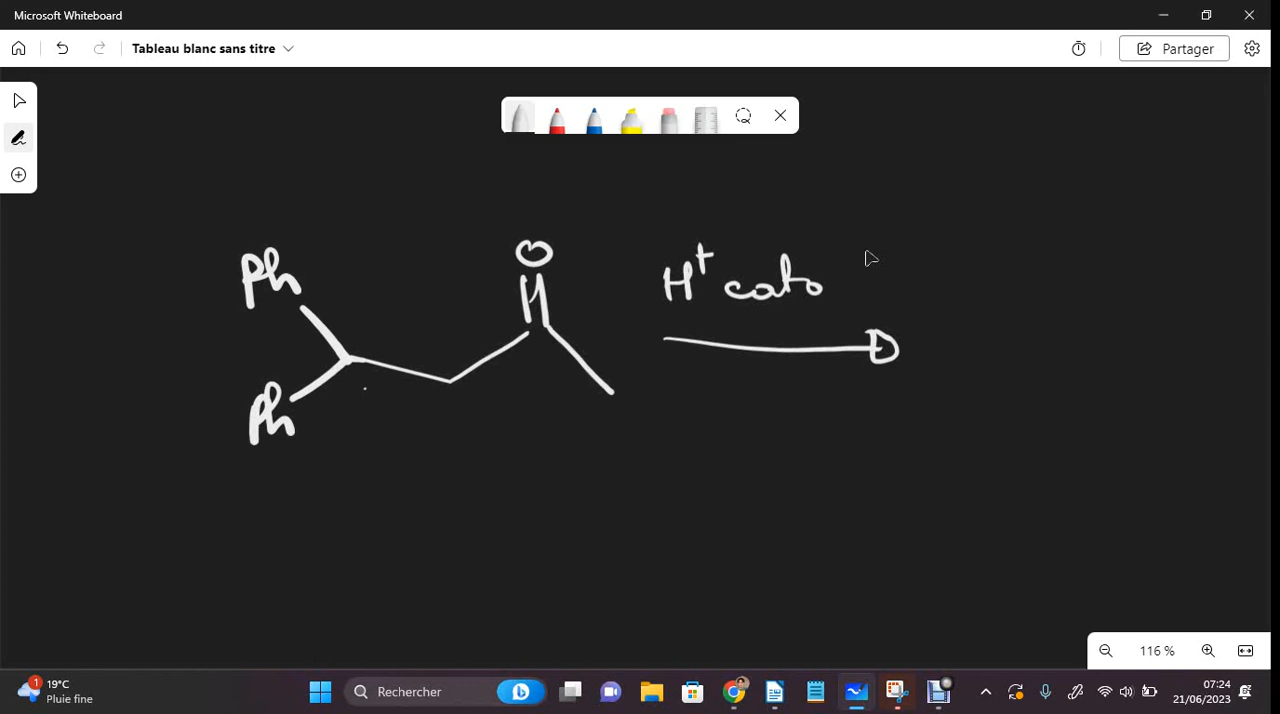 Microsoft Whiteboard
Tableau blanc sans titre
Partager
Ph
O
H⁺ cata
Ph
116 %
1
19°C
Pluie fine
Rechercher
07:24
21/06/2023